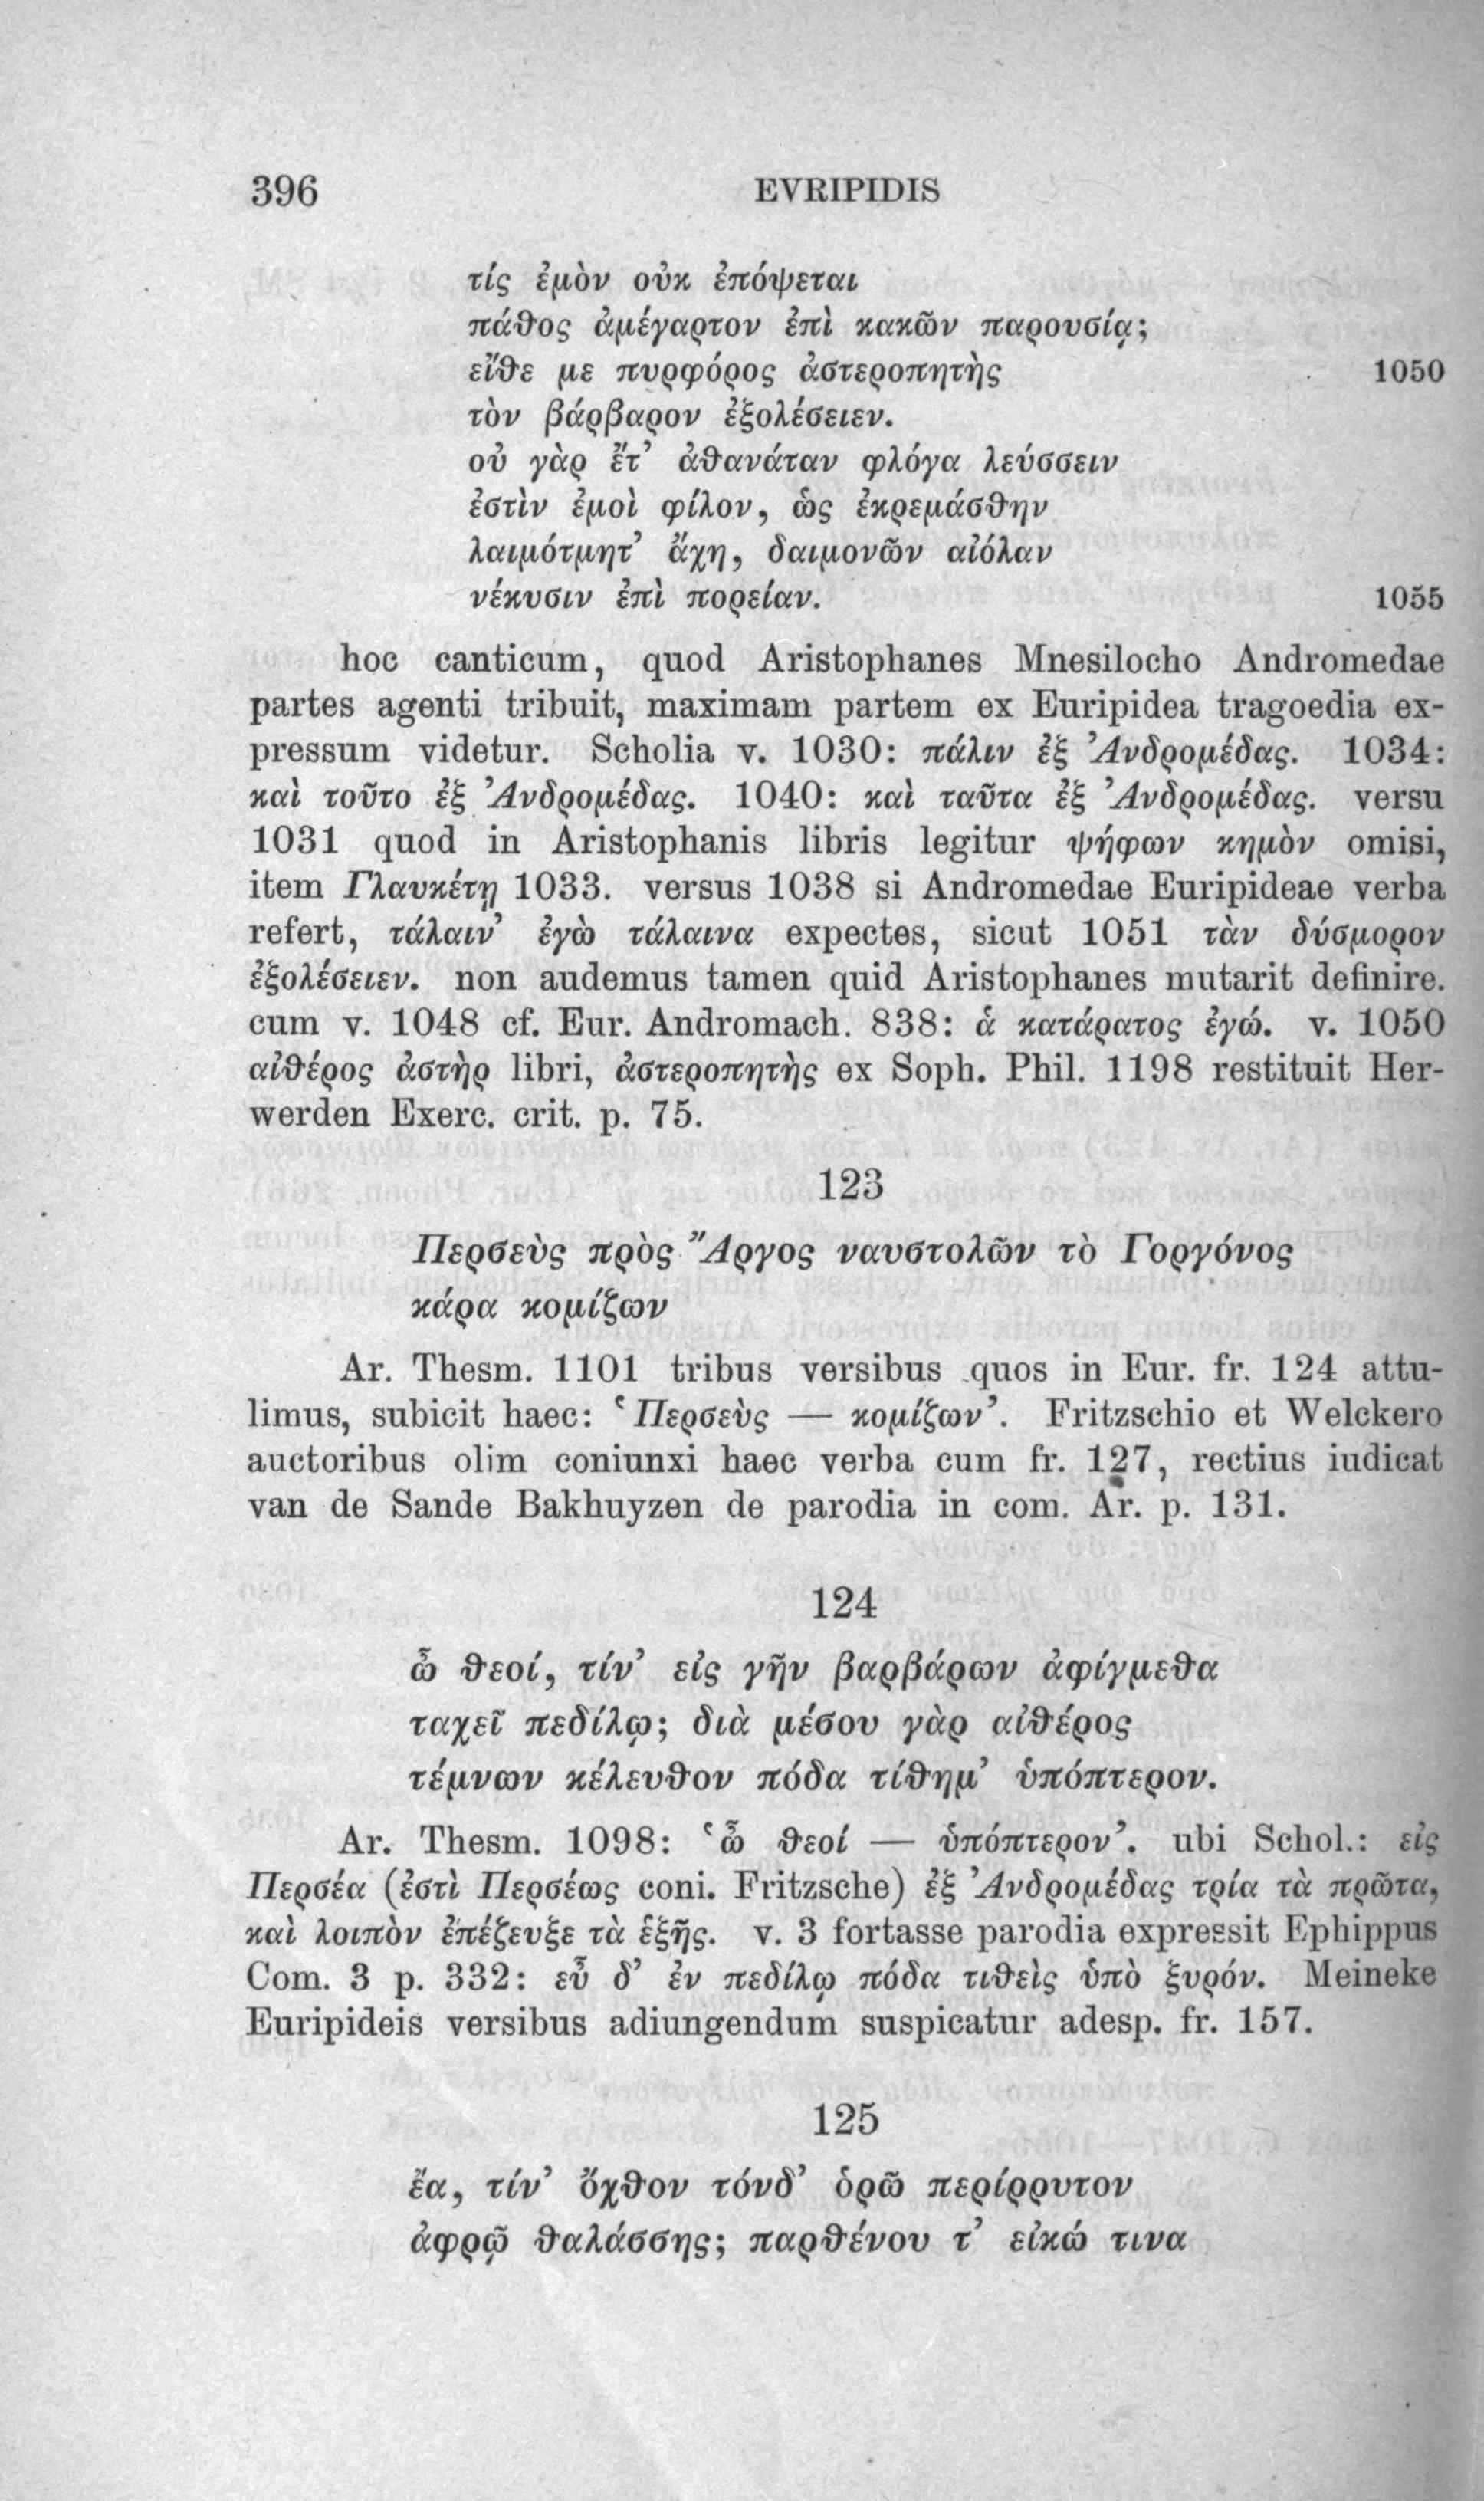 396 EVRIPIDIS
τίς ἐμὸν οὐκ ἐπόψεται
πάθος ἀμέγαρτον ἐπὶ κακῶν παρουσίᾳ;
εἴθε με πυρφόρος ἀστεροπητὴς 1050
τὸν βάρβαρον ἐξολέσειεν.
οὐ γὰρ ἔτ’ ἀθανάταν φλόγα λεύσσειν
ἐστὶν ἐμοὶ φίλον, ὡς ἐκρεμάσθην
λαιμότμητ’ ἄχη, δαιμονῶν αἰόλαν
νέκυσιν ἐπὶ πορείαν. 1055
hoc canticum, quod Aristophanes Mnesilocho Andromedae
partes agenti tribuit, maximam partem ex Euripidea tragoedia ex-
pressum videtur. Scholia v. 1030: πάλιν ἐξ Ἀνδρομέδας. 1034:
καὶ τοῦτο ἐξ Ἀνδρομέδας. 1040: καὶ ταῦτα ἐξ Ἀνδρομέδας. versu
1031 quod in Aristophanis libris legitur ψήφων κημὸν omisi,
item Γλαυκέτῃ 1033. versus 1038 si Andromedae Euripideae verba
refert, τάλαιν’ ἐγὼ τάλαινα expectes, sicut 1051 τὰν δύσμορον
ἐξολέσειεν. non audemus tamen quid Aristophanes mutarit definire.
cum v. 1048 cf. Eur. Andromach. 838: ἁ κατάρατος ἐγώ. v. 1050
αἰθέρος ἀστὴρ libri, ἀστεροπητὴς ex Soph. Phil. 1198 restituit Her-
werden Exerc. crit. p. 75.
123
Περσεὺς πρὸς Ἄργος ναυστολῶν τὸ Γοργόνος
κάρα κομίζων
Ar. Thesm. 1101 tribus versibus quos in Eur. fr. 124 attu-
limus, subicit haec: ‘Περσεὺς — κομίζων’. Fritzschio et Welckero
auctoribus olim coniunxi haec verba cum fr. 127, rectius iudicat
van de Sande Bakhuyzen de parodia in com. Ar. p. 131.
124
ὦ θεοί, τίν’ εἰς γῆν βαρβάρων ἀφίγμεθα
ταχεῖ πεδίλῳ; διὰ μέσου γὰρ αἰθέρος
τέμνων κέλευθον πόδα τίθημ’ ὑπόπτερον.
Ar. Thesm. 1098: ‘ὦ θεοί — ὑπόπτερον’. ubi Schol.: εἰς
Περσέα (ἐστὶ Περσέως coni. Fritzsche) ἐξ Ἀνδρομέδας τρία τὰ πρῶτα,
καὶ λοιπὸν ἐπέζευξε τὰ ἑξῆς. v. 3 fortasse parodia expressit Ephippus
Com. 3 p. 332: εὖ δ’ ἐν πεδίλῳ πόδα τιθεὶς ὑπὸ ξυρόν. Meineke
Euripideis versibus adiungendum suspicatur adesp. fr. 157.
125
ἔα, τίν’ ὄχθον τόνδ’ ὁρῶ περίρρυτον
ἀφρῷ θαλάσσης; παρθένου τ’ εἰκώ τινα